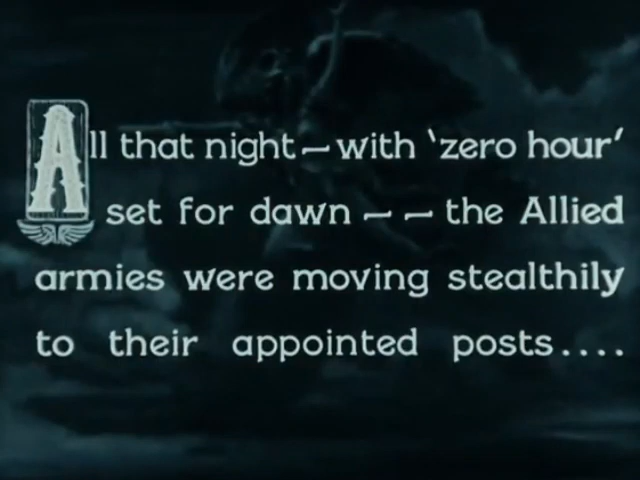 All that night — with 'zero hour'
set for dawn — — the Allied
armies were moving stealthily
to their appointed posts....